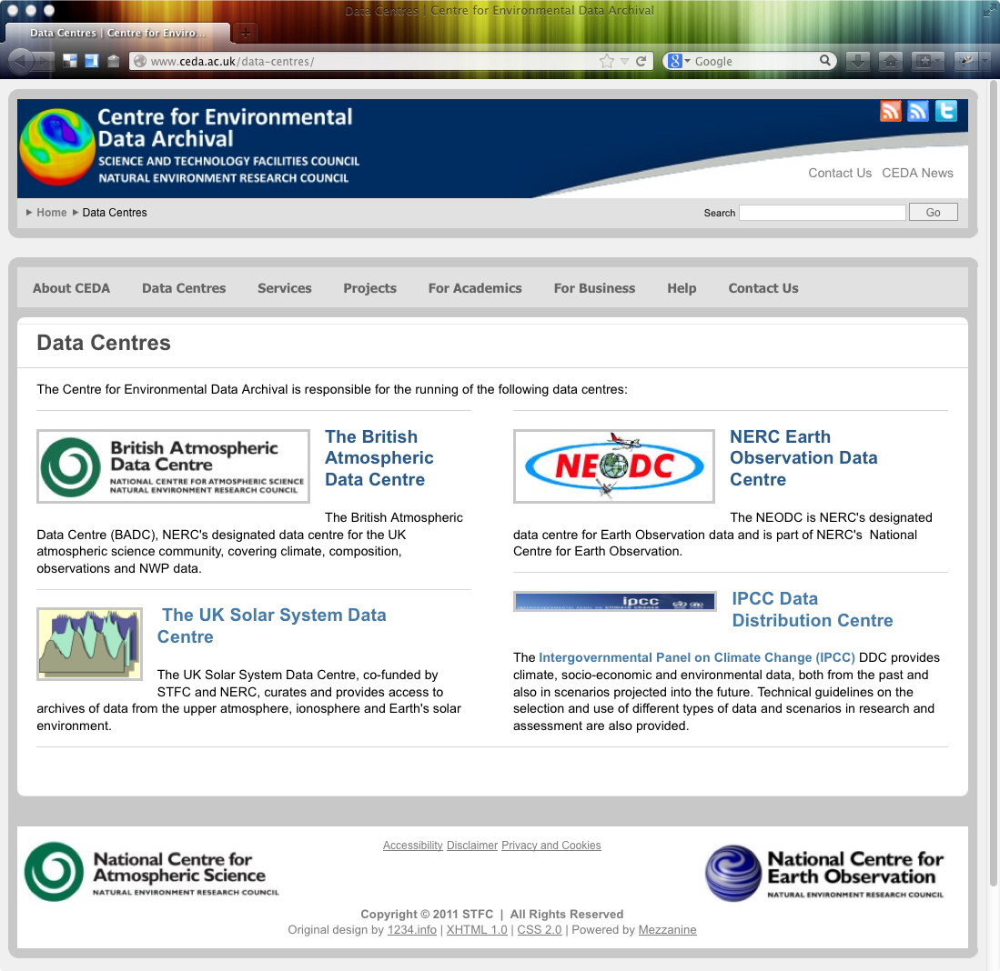 Data Centres | Centre for Environmental Data Archival
Data Centres | Centre for Enviro...
www.ceda.ac.uk/data-centres/
Google
Centre for Environmental
Data Archival
SCIENCE AND TECHNOLOGY FACILITIES COUNCIL
NATURAL ENVIRONMENT RESEARCH COUNCIL
Contact Us CEDA News
Home Data Centres
Search
Go
About CEDA Data Centres Services Projects For Academics For Business Help Contact Us
Data Centres
The Centre for Environmental Data Archival is responsible for the running of the following data centres:
British Atmospheric
Data Centre
NATIONAL CENTRE FOR ATMOSPHERIC SCIENCE
NATURAL ENVIRONMENT RESEARCH COUNCIL
The British
Atmospheric
Data Centre
The British Atmospheric
Data Centre (BADC), NERC's designated data centre for the UK
atmospheric science community, covering climate, composition,
observations and NWP data.
The UK Solar System Data
Centre
The UK Solar System Data Centre, co-funded by
STFC and NERC, curates and provides access to
archives of data from the upper atmosphere, ionosphere and Earth's solar
environment.
NEODC
NERC Earth
Observation Data
Centre
The NEODC is NERC's designated
data centre for Earth Observation data and is part of NERC's National
Centre for Earth Observation.
ipcc
INTERGOVERNMENTAL PANEL ON climate change
IPCC Data
Distribution Centre
The Intergovernmental Panel on Climate Change (IPCC) DDC provides
climate, socio-economic and environmental data, both from the past and
also in scenarios projected into the future. Technical guidelines on the
selection and use of different types of data and scenarios in research and
assessment are also provided.
National Centre for
Atmospheric Science
NATURAL ENVIRONMENT RESEARCH COUNCIL
Accessibility Disclaimer Privacy and Cookies
National Centre for
Earth Observation
NATURAL ENVIRONMENT RESEARCH COUNCIL
Copyright © 2011 STFC | All Rights Reserved
Original design by 1234.info | XHTML 1.0 | CSS 2.0 | Powered by Mezzanine